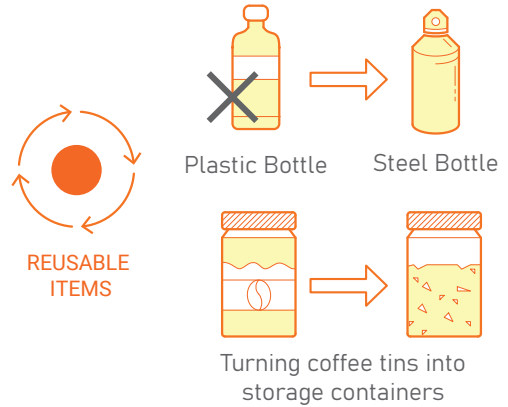 Plastic Bottle
Steel Bottle
REUSABLE
ITEMS
Turning coffee tins into
storage containers